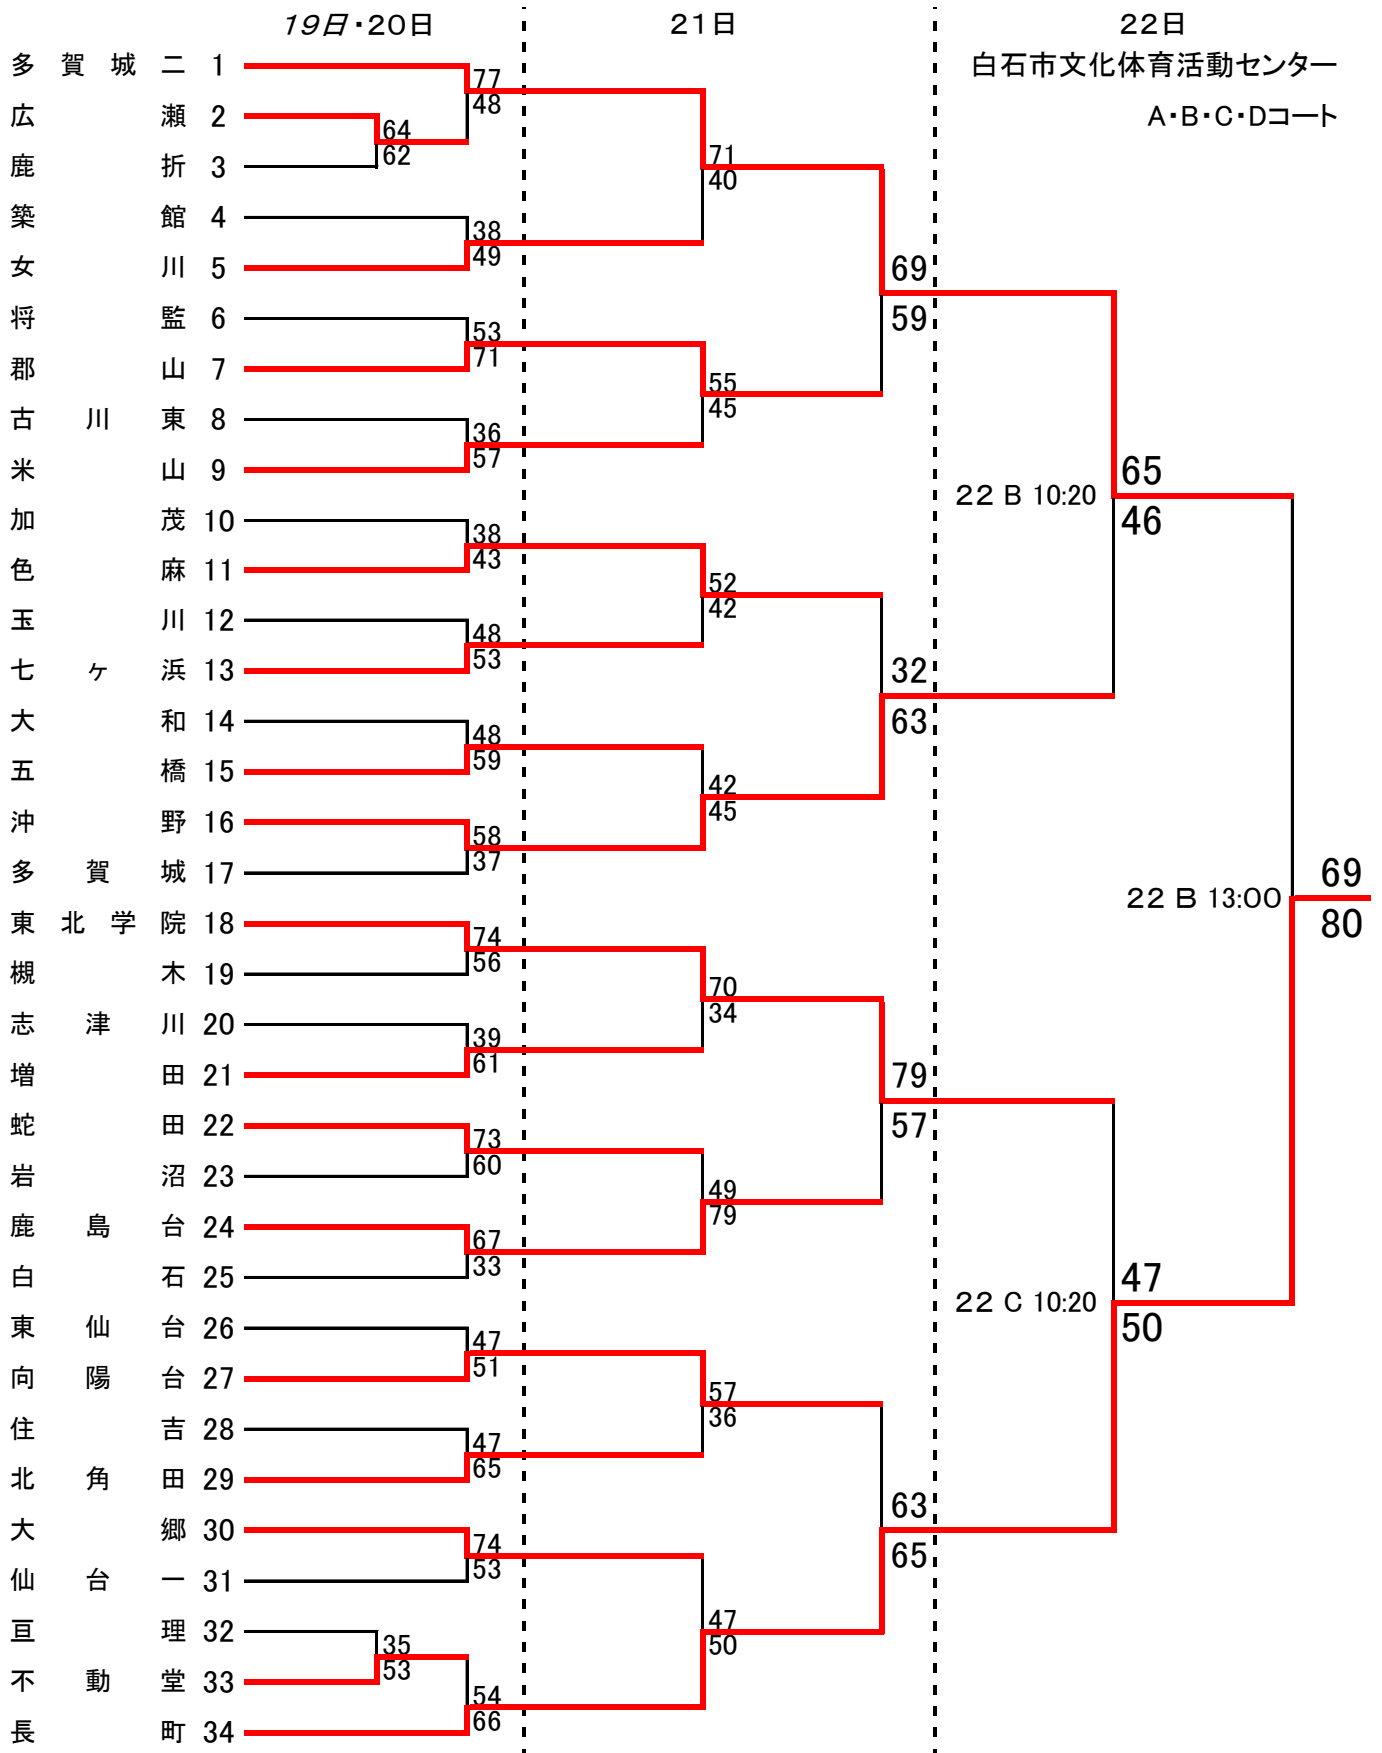 19日・20日 21日 22日
多賀城二 1 白石市文化体育活動センター
77
48
広瀬 2 A・B・C・Dコート
64
62
鹿折 3
71
40
築館 4
38
49
女川 5
69
59
将監 6
53
71
郡山 7
55
45
古川東 8
36
57
米山 9
65
22 B 10:20
46
加茂 10
38
43
色麻 11
52
42
玉川 12
48
53
七ヶ浜 13
32
63
大和 14
48
59
五橋 15
42
45
沖野 16
58
37
多賀城 17
69
22 B 13:00
80
東北学院 18
74
56
槻木 19
70
34
志津川 20
39
61
増田 21
79
57
蛇田 22
73
60
岩沼 23
49
79
鹿島台 24
67
33
白石 25
47
22 C 10:20
50
東仙台 26
47
51
向陽台 27
57
36
住吉 28
47
65
北角田 29
63
65
大郷 30
74
53
仙台一 31
47
50
亘理 32
35
53
不動堂 33
54
66
長町 34